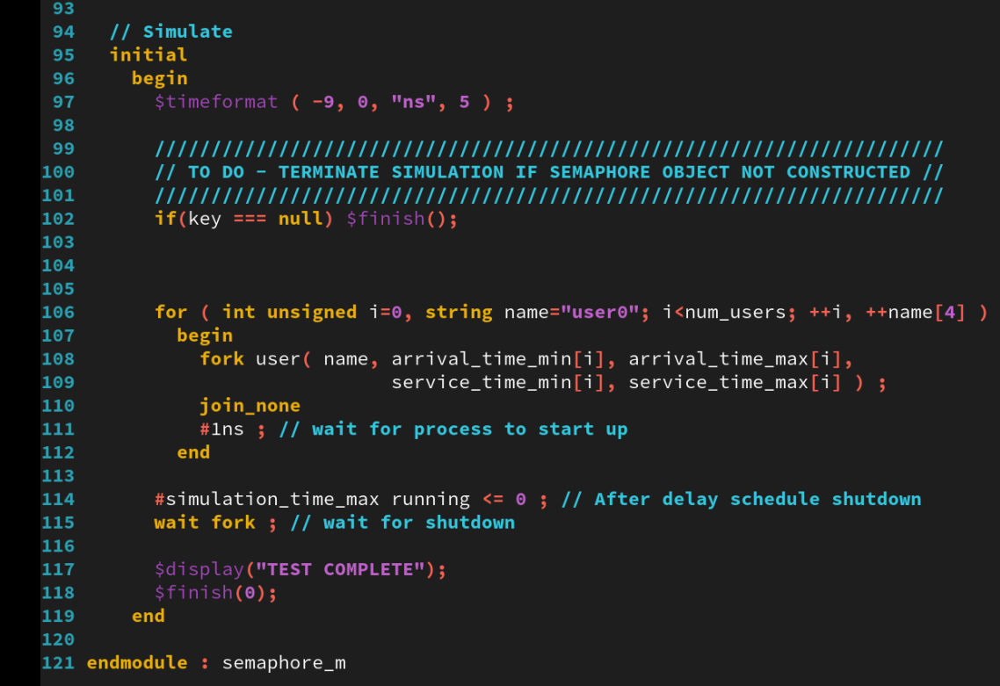 93
94   // Simulate
95   initial
96     begin
97       $timeformat ( -9, 0, "ns", 5 ) ;
98
99       //////////////////////////////////////////////////////////////////////
100       // TO DO - TERMINATE SIMULATION IF SEMAPHORE OBJECT NOT CONSTRUCTED //
101       //////////////////////////////////////////////////////////////////////
102       if(key === null) $finish();
103
104
105
106       for ( int unsigned i=0, string name="user0"; i<num_users; ++i, ++name[4] )
107         begin
108           fork user( name, arrival_time_min[i], arrival_time_max[i],
109                            service_time_min[i], service_time_max[i] ) ;
110           join_none
111           #1ns ; // wait for process to start up
112         end
113
114       #simulation_time_max running <= 0 ; // After delay schedule shutdown
115       wait fork ; // wait for shutdown
116
117       $display("TEST COMPLETE");
118       $finish(0);
119     end
120
121 endmodule : semaphore_m